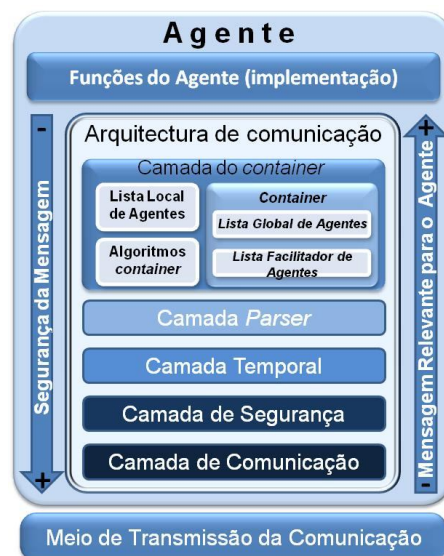 Agente
Funções do Agente (implementação)
-
+
Arquitectura de comunicação
Camada do container
Lista Local
de Agentes
Algoritmos
container
Container
Lista Global de Agentes
Lista Facilitador de
Agentes
Camada Parser
Camada Temporal
Camada de Segurança
Camada de Comunicação
Segurança da Mensagem
Mensagem Relevante para o Agente
+
-
Meio de Transmissão da Comunicação